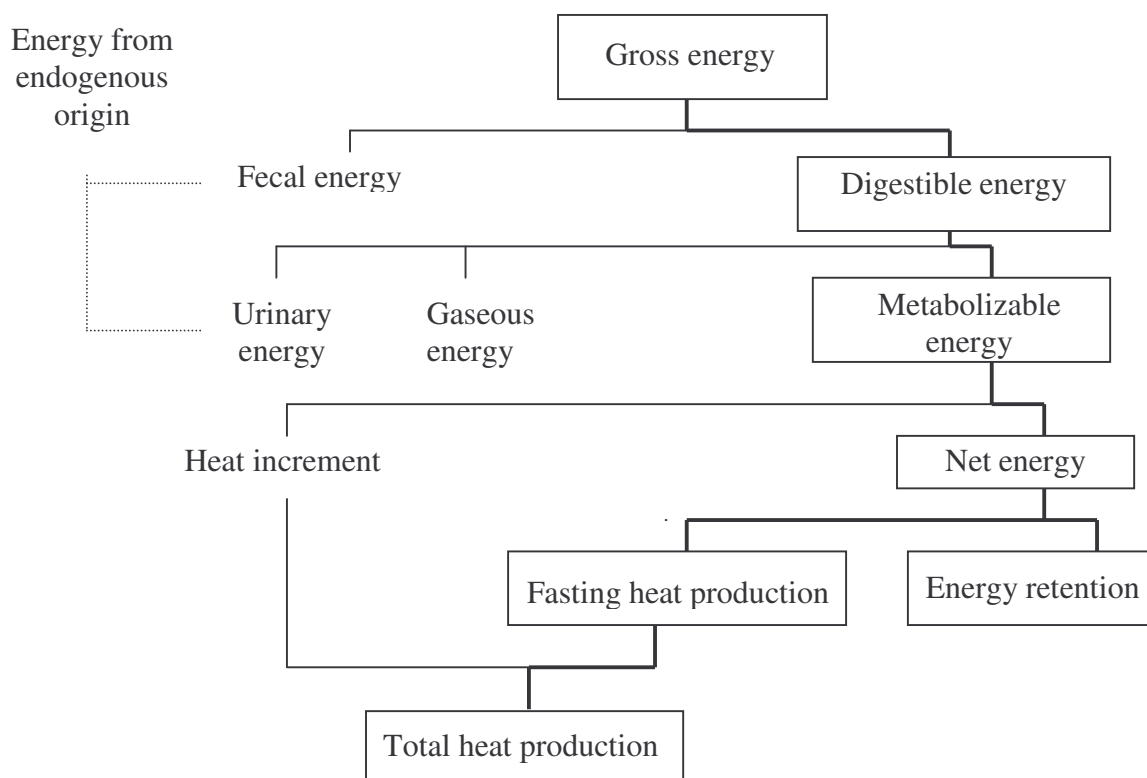 Energy from
endogenous
origin
Gross energy
Fecal energy
Digestible energy
Urinary
energy
Gaseous
energy
Metabolizable
energy
Heat increment
Net energy
Fasting heat production
Energy retention
Total heat production